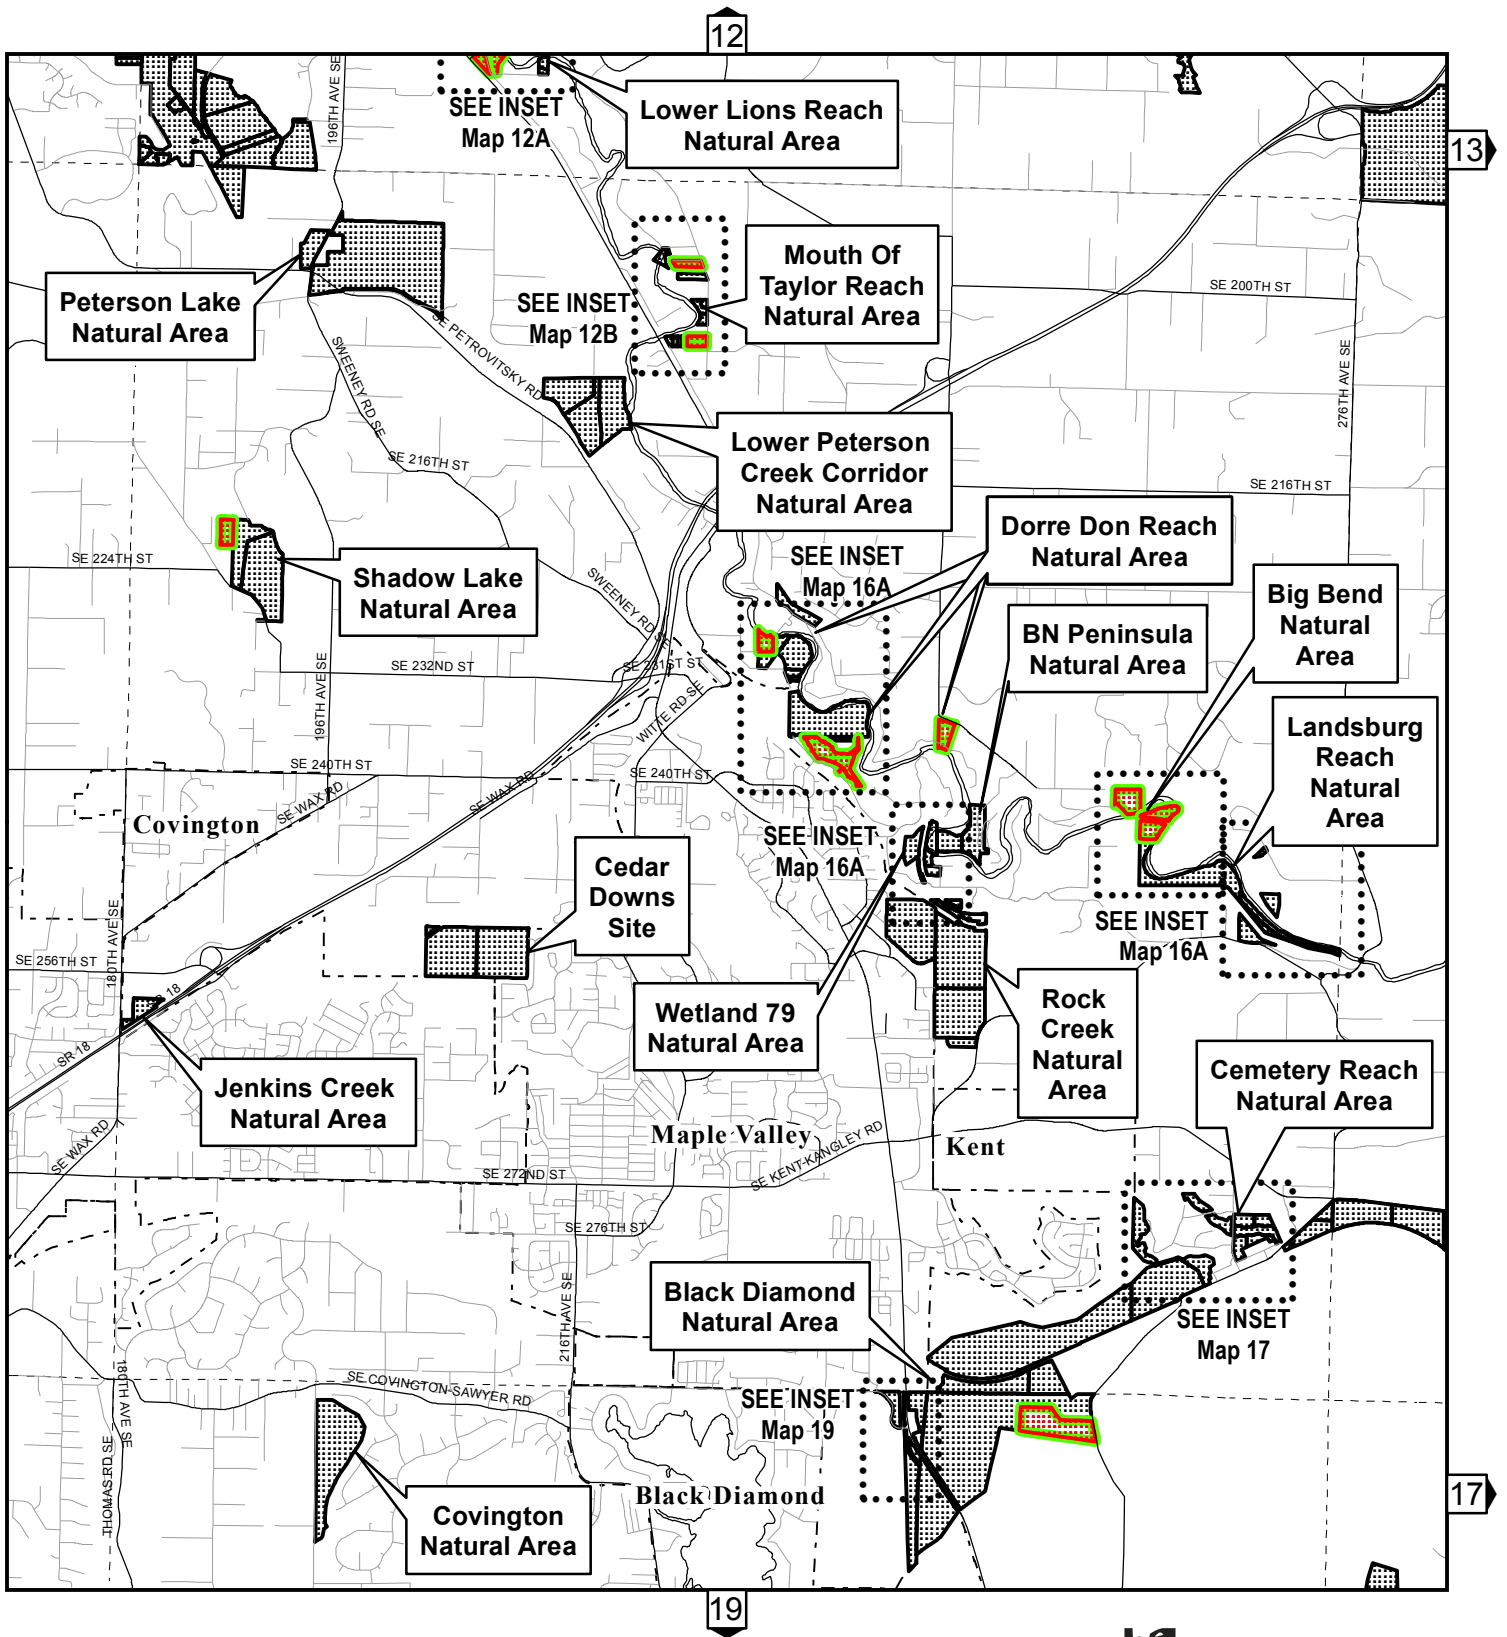 12
196TH AVE SE
SEE INSET
Map 12A
Lower Lions Reach
Natural Area
13
Peterson Lake
Natural Area
SEE INSET
Map 12B
Mouth Of
Taylor Reach
Natural Area
SE 200TH ST
SE PETROVITSKY RD
SWEENEY RD SE
276TH AVE SE
Lower Peterson
Creek Corridor
Natural Area
SE 216TH ST
SE 216TH ST
Dorre Don Reach
Natural Area
SE 224TH ST
Shadow Lake
Natural Area
SEE INSET
Map 16A
SWEENEY RD SE
Big Bend
Natural
Area
BN Peninsula
Natural Area
SE 232ND ST
SE 231ST ST
196TH AVE SE
WITTE RD SE
Landsburg
Reach
Natural
Area
SE 240TH ST
SE 240TH ST
SE WAX RD
SE WAX RD
Covington
SEE INSET
Map 16A
Cedar
Downs
Site
SEE INSET
Map 16A
180TH AVE SE
SE 256TH ST
SR 18
Wetland 79
Natural Area
Rock
Creek
Natural
Area
SR 18
Jenkins Creek
Natural Area
Cemetery Reach
Natural Area
SE WAX RD
Maple Valley
SE KENT-KANGLEY RD
Kent
SE 272ND ST
SE 276TH ST
216TH AVE SE
Black Diamond
Natural Area
SEE INSET
Map 17
180TH AVE SE
SE COVINGTON-SAWYER RD
SEE INSET
Map 19
THOMAS RD SE
Black Diamond
Covington
Natural Area
17
19